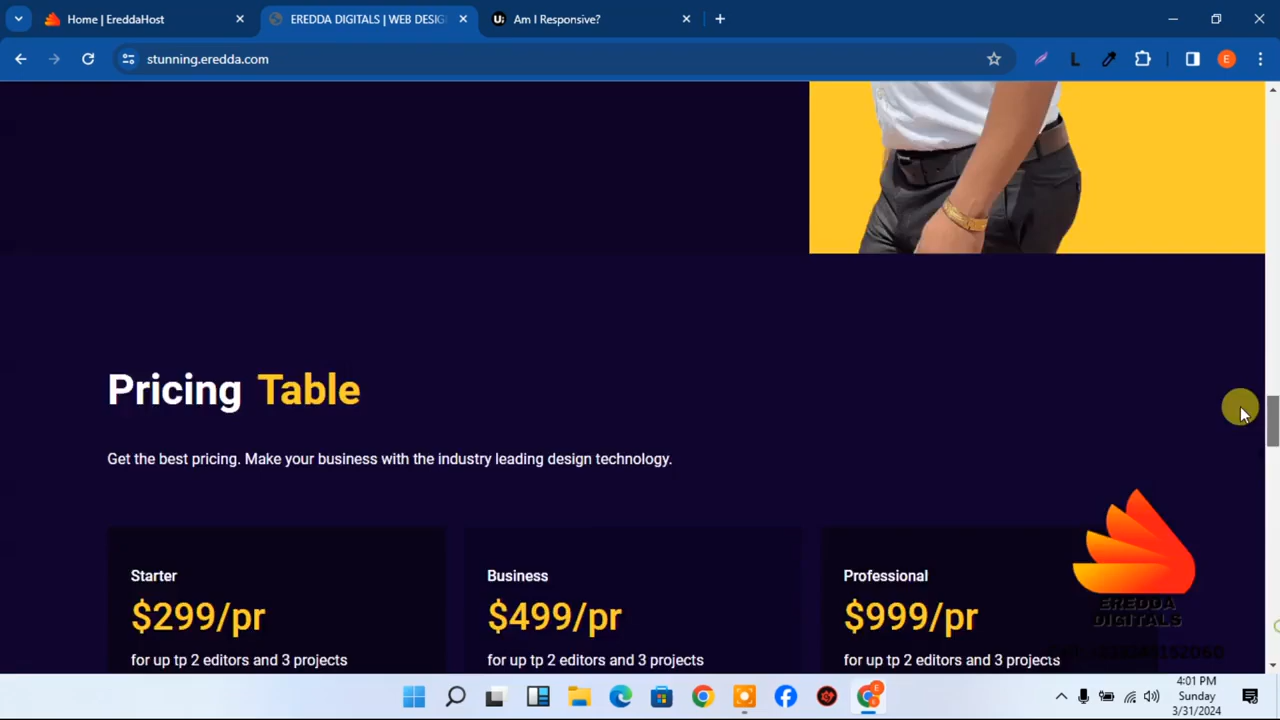 Home | EreddaHost
EREDDA DIGITALS | WEB DESIG
Am I Responsive?
stunning.eredda.com
E
Pricing Table
Get the best pricing. Make your business with the industry leading design technology.
Starter
$299/pr
for up tp 2 editors and 3 projects
Business
$499/pr
for up tp 2 editors and 3 projects
Professional
$999/pr
for up tp 2 editors and 3 projects
EREDDA
DIGITALS
4:01 PM
Sunday
3/31/2024